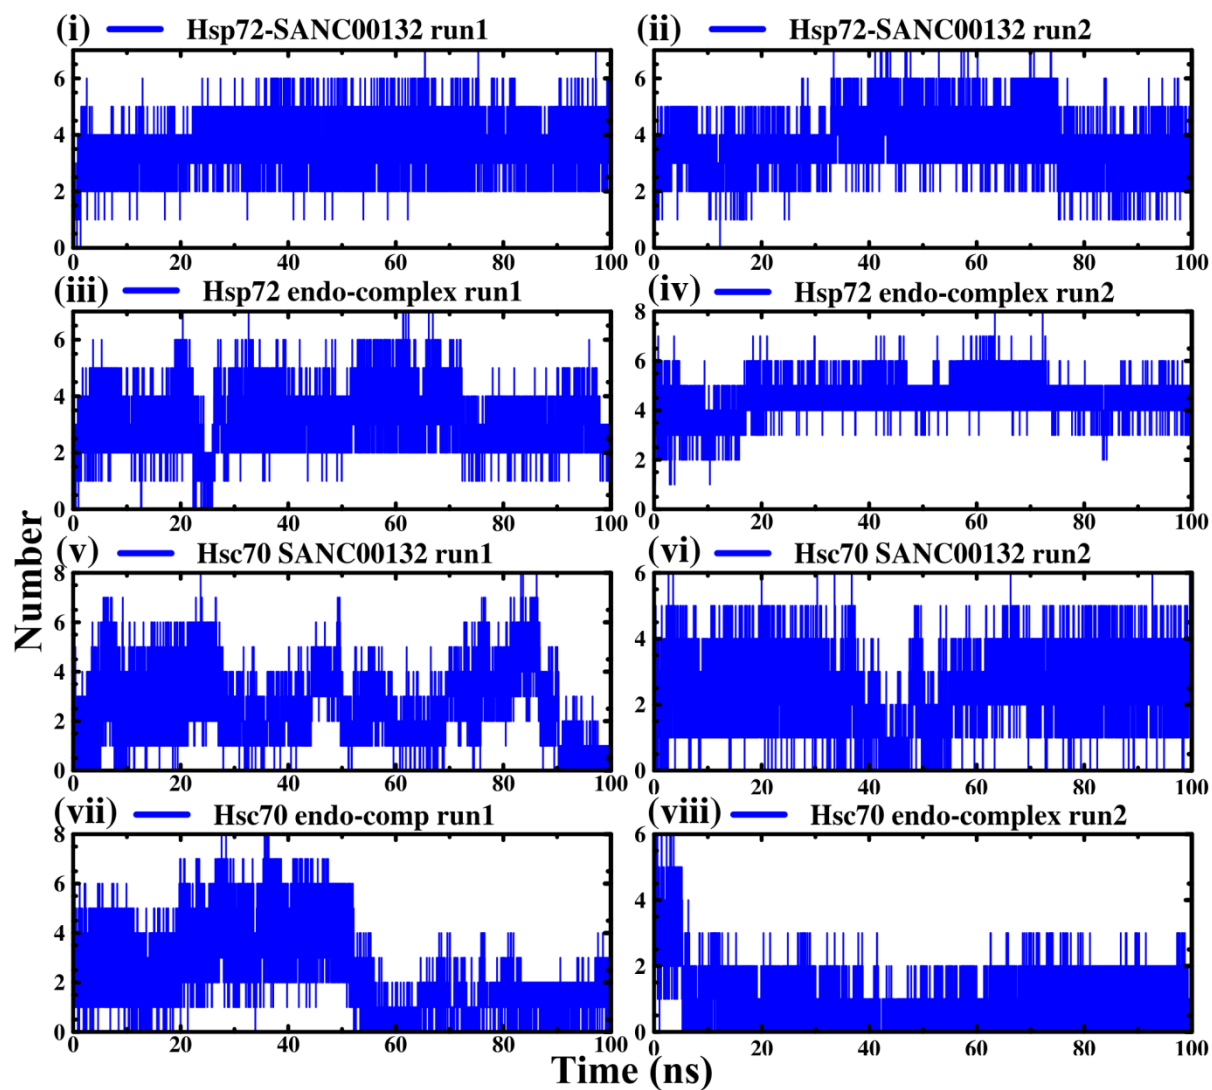 (i) Hsp72-SANC00132 run1
6
4
2
0
0 20 40 60 80 100
(ii) Hsp72-SANC00132 run2
6
4
2
0
0 20 40 60 80 100
(iii) Hsp72 endo-complex run1
6
4
2
0
0 20 40 60 80 100
(iv) Hsp72 endo-complex run2
8
6
4
2
0
0 20 40 60 80 100
(v) Hsc70 SANC00132 run1
8
6
4
2
0
0 20 40 60 80 100
(vi) Hsc70 SANC00132 run2
6
4
2
0
0 20 40 60 80 100
(vii) Hsc70 endo-comp run1
8
6
4
2
0
0 20 40 60 80 100
(viii) Hsc70 endo-complex run2
6
4
2
0
0 20 40 60 80 100
Number
Time (ns)